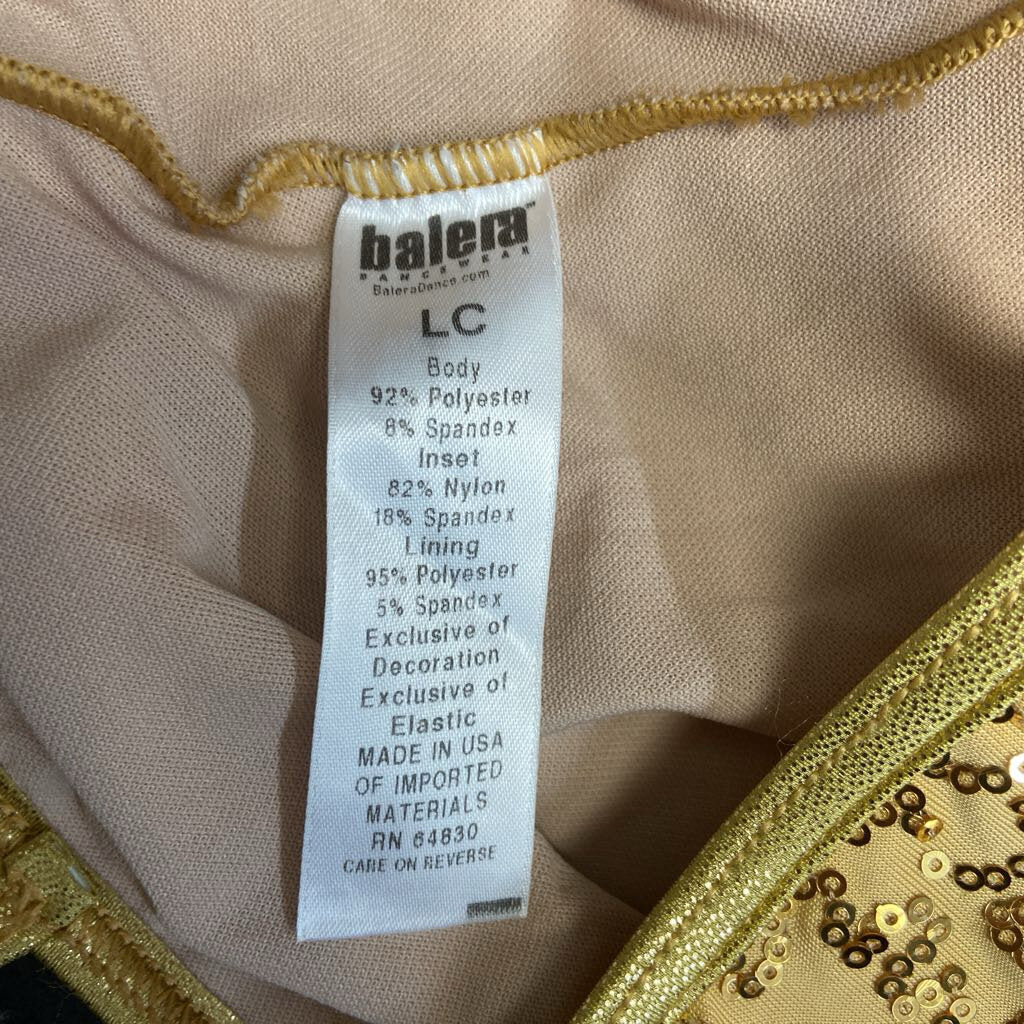 balera™
DANCEWEAR
BaleraDance.com
LC
Body
92% Polyester
8% Spandex
Inset
82% Nylon
18% Spandex
Lining
95% Polyester
5% Spandex
Exclusive of
Decoration
Exclusive of
Elastic
MADE IN USA
OF IMPORTED
MATERIALS
RN 64830
CARE ON REVERSE